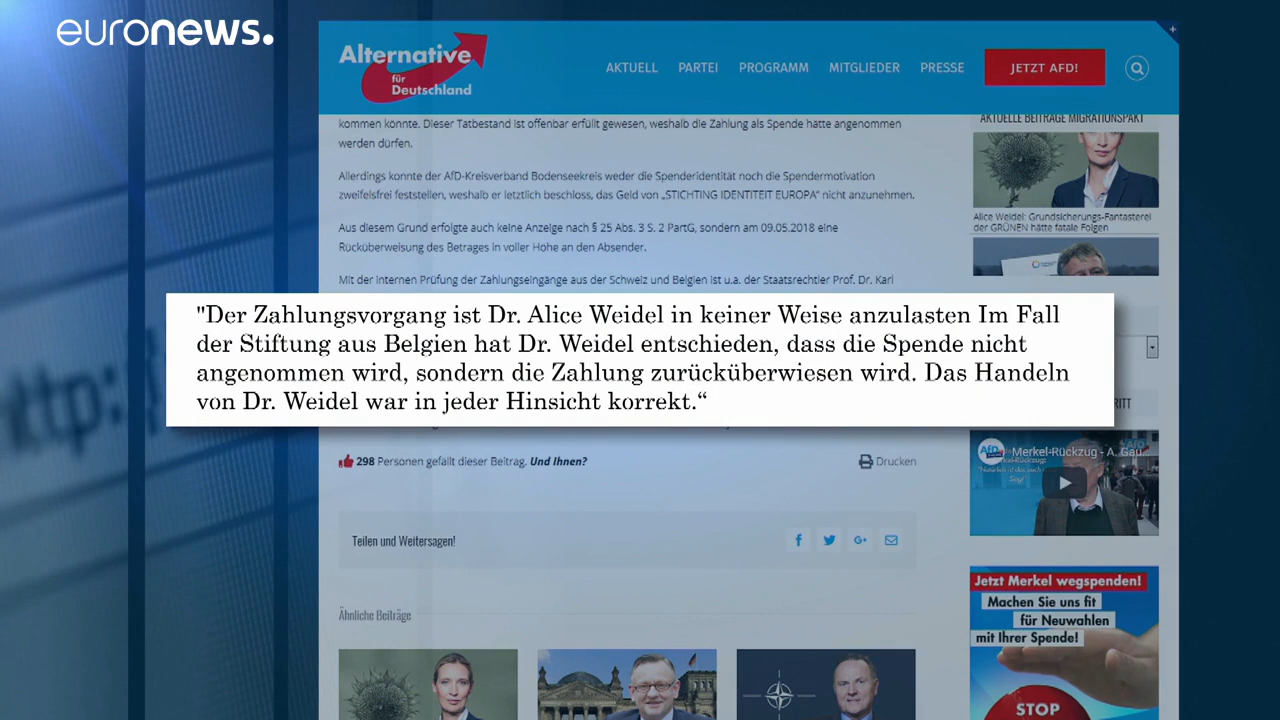 euronews.
Alternative
für
Deutschland
AKTUELL PARTEI PROGRAMM MITGLIEDER PRESSE JETZT AFD!
kommen könnte. Dieser Tatbestand ist offenbar erfüllt gewesen, weshalb die Zahlung als Spende hätte angenommen
werden dürfen.
Allerdings konnte der AfD-Kreisverband Bodenseekreis weder die Spenderidentität noch die Spendermotivation
zweifelsfrei feststellen, weshalb er letztlich beschloss, das Geld von „STICHTING IDENTITEIT EUROPA“ nicht anzunehmen.
Aus diesem Grund erfolgte auch keine Anzeige nach § 25 Abs. 3 S. 2 PartG, sondern am 09.05.2018 eine
Rücküberweisung des Betrages in voller Höhe an den Absender.
Mit der internen Prüfung der Zahlungseingänge aus der Schweiz und Belgien ist u.a. der Staatsrechtler Prof. Dr. Karl
"Der Zahlungsvorgang ist Dr. Alice Weidel in keiner Weise anzulasten Im Fall
der Stiftung aus Belgien hat Dr. Weidel entschieden, dass die Spende nicht
angenommen wird, sondern die Zahlung zurücküberwiesen wird. Das Handeln
von Dr. Weidel war in jeder Hinsicht korrekt.“
298 Personen gefällt dieser Beitrag. Und Ihnen?
Drucken
Teilen und Weitersagen!
Ähnliche Beiträge
AKTUELLE BEITRÄGE MIGRATIONSPAKT
Alice Weidel: Grundsicherungs-Fantasterei
der GRÜNEN hätte fatale Folgen
Merkel-Rückzug - A. Gau...
Jetzt Merkel wegspenden!
Machen Sie uns fit
für Neuwahlen
mit Ihrer Spende!
STOP